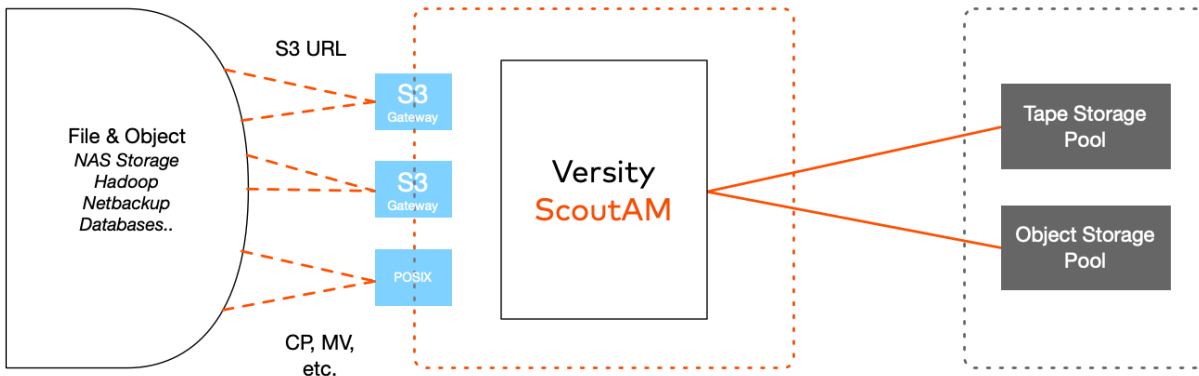 S3 URL
File & Object
NAS Storage
Hadoop
Netbackup
Databases..
S3
Gateway
S3
Gateway
POSIX
CP, MV,
etc.
Versity
ScoutAM
Tape Storage
Pool
Object Storage
Pool